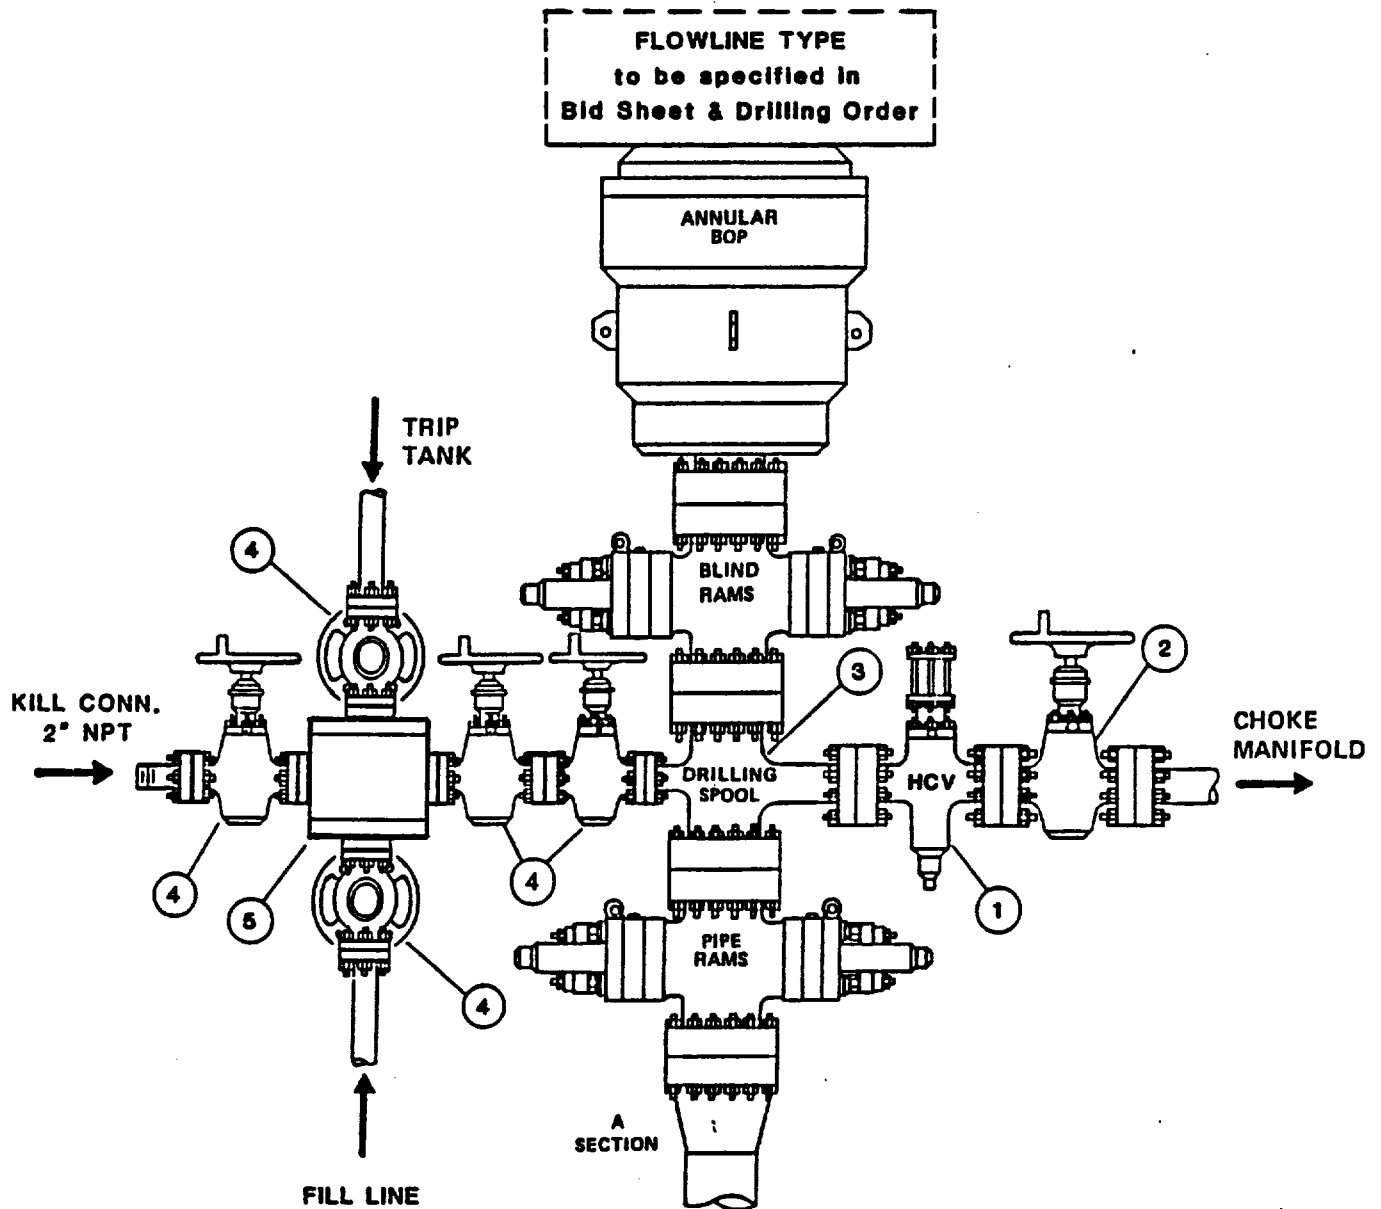 FLOWLINE TYPE
to be specified in
Bid Sheet & Drilling Order
ANNULAR
BOP
TRIP
TANK
4
BLIND
RAMS
3
2
KILL CONN.
2" NPT
CHOKE
MANIFOLD
DRILLING
SPOOL
HCV
4
5
4
1
PIPE
RAMS
4
A
SECTION
FILL LINE